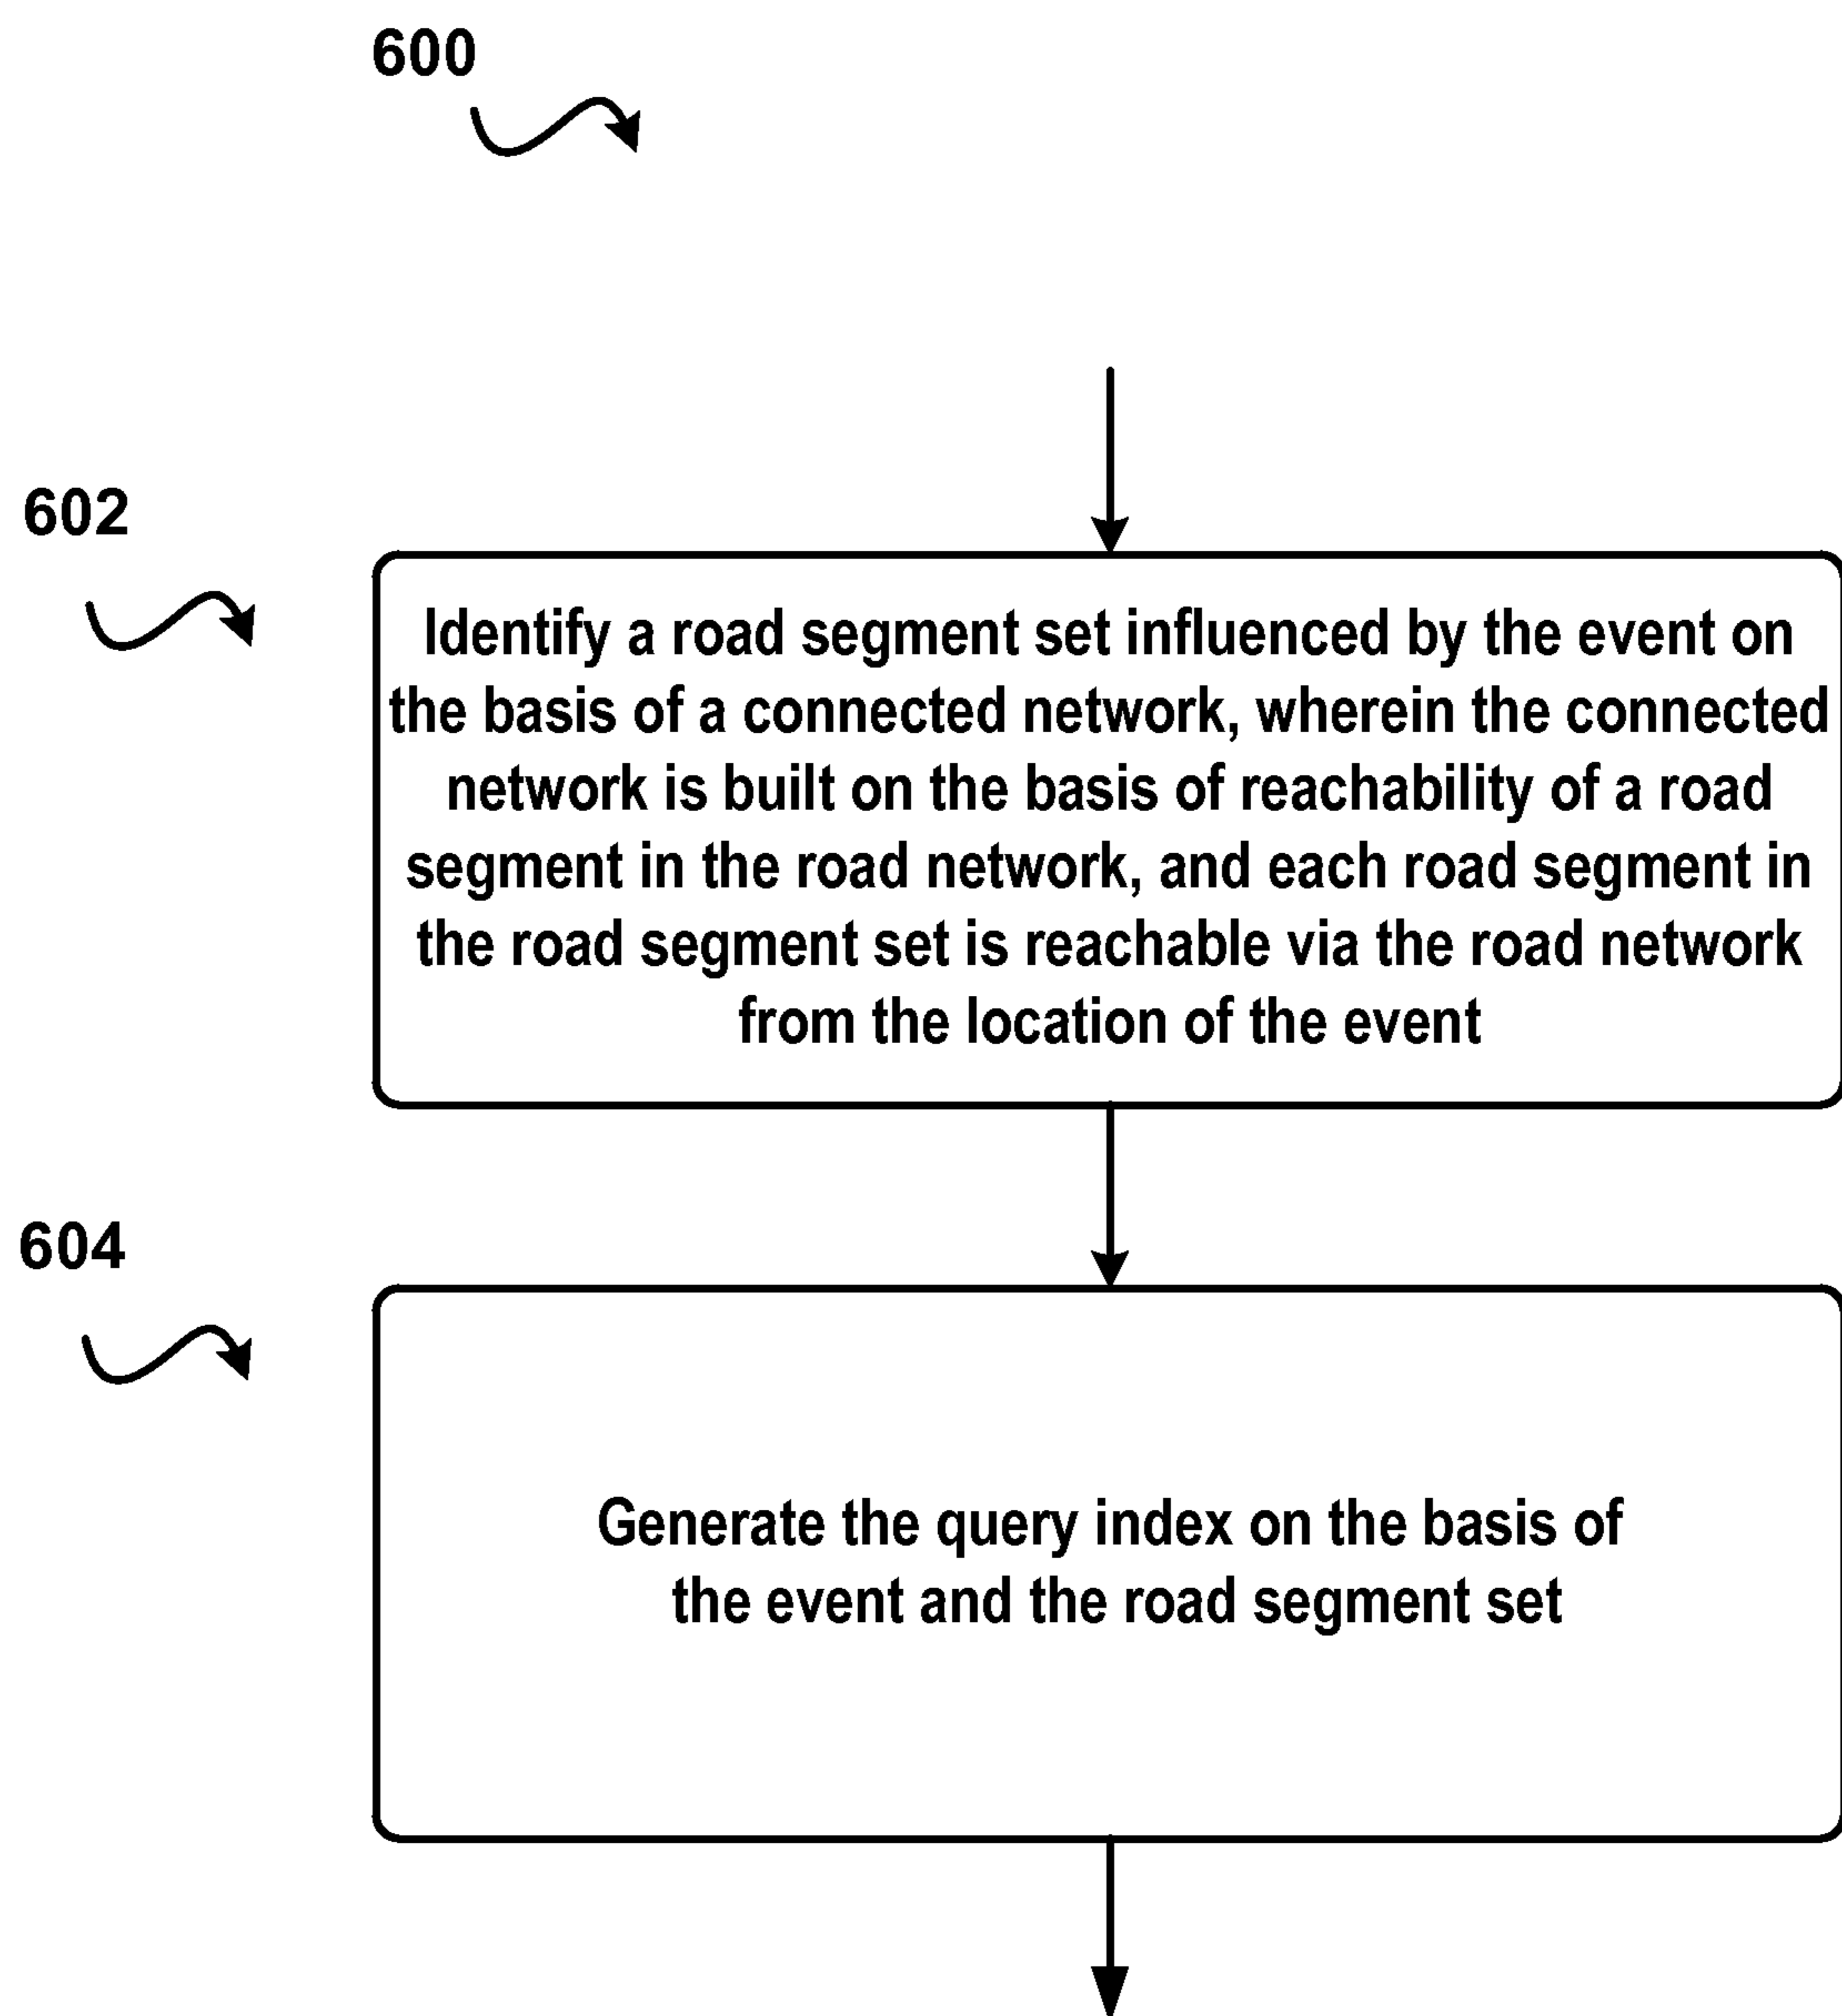 600
602
Identify a road segment set influenced by the event on
the basis of a connected network, wherein the connected
network is built on the basis of reachability of a road
segment in the road network, and each road segment in
the road segment set is reachable via the road network
from the location of the event
604
Generate the query index on the basis of
the event and the road segment set